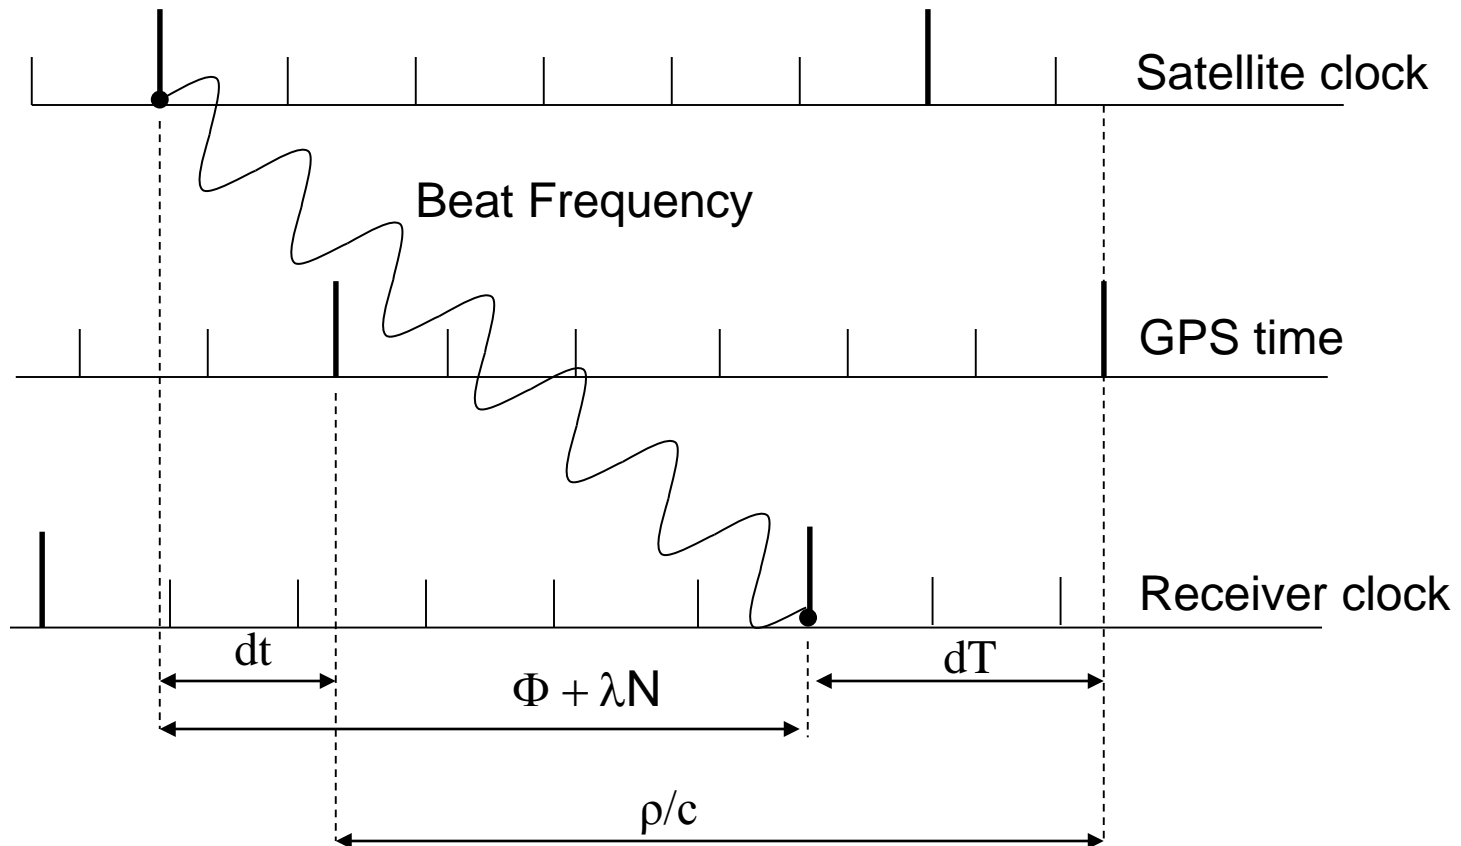 Satellite clock
Beat Frequency
GPS time
Receiver clock
dt
dT
Φ + λN
ρ/c